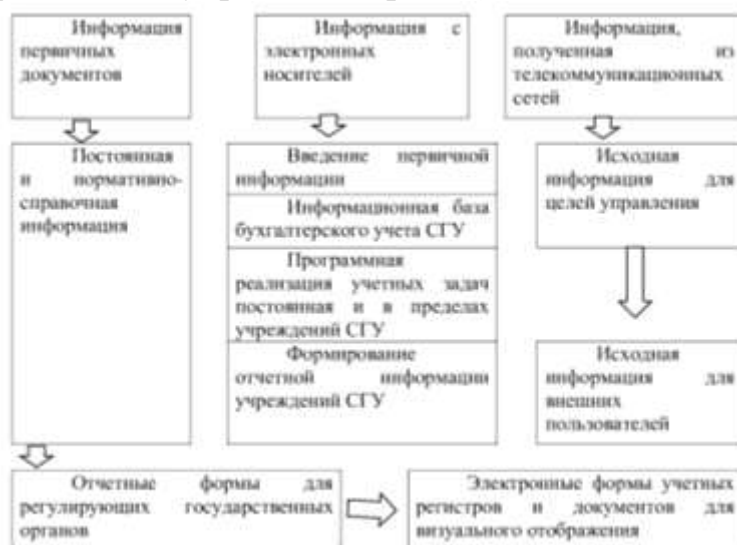 Информация
первичных
документов
Информация с
электронных
носителей
Информация,
полученная из
телекоммуникационных
сетей
Постоянная
и нормативно-
справочная
информация
Введение первичной
информации
Информационная база
бухгалтерского учета СГУ
Программная
реализация учетных задач
постоянная и в пределах
учреждений СГУ
Формирование
отчетной информации
учреждений СГУ
Исходная
информация для
целей управления
Исходная
информация для
внешних
пользователей
Отчетные формы для
регулирующих государственных
органов
Электронные формы учетных
регистров и документов для
визуального отображения